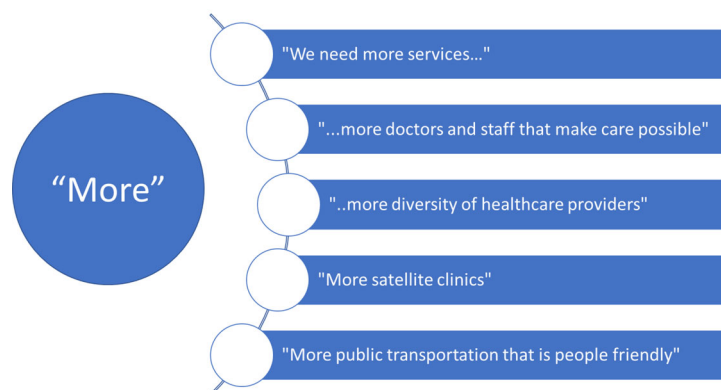 “More”
"We need more services…"
"...more doctors and staff that make care possible"
"..more diversity of healthcare providers"
"More satellite clinics"
"More public transportation that is people friendly"